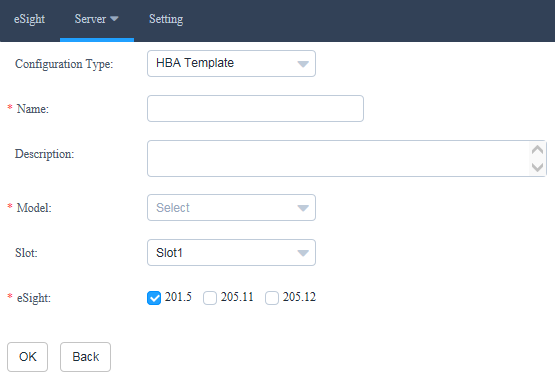 eSight Server Setting
Configuration Type: HBA Template
* Name:
Description:
* Model: Select
Slot: Slot1
* eSight: 201.5 205.11 205.12
OK Back